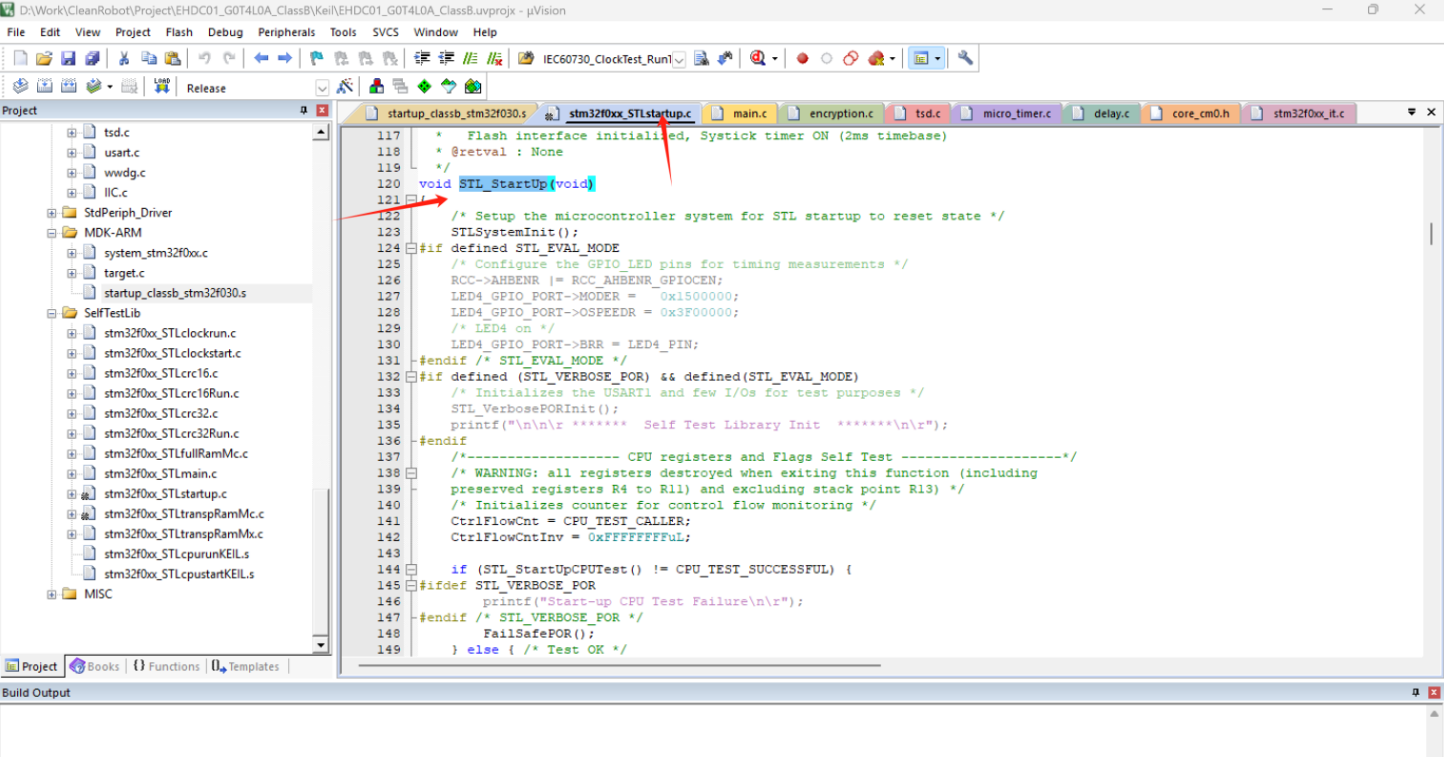 D:\Work\CleanRobot\Project\EHDC01_G0T4L0A_ClassB\Keil\EHDC01_G0T4L0A_ClassB.uvprojx - µVision
File Edit View Project Flash Debug Peripherals Tools SVCS Window Help
IEC60730_ClockTest_RunT
LOAD
Release
Project
startup_classb_stm32f030.s stm32f0xx_STLstartup.c main.c encryption.c tsd.c micro_timer.c delay.c core_cm0.h stm32f0xx_it.c
tsd.c
usart.c
wwdg.c
IIC.c
StdPeriph_Driver
MDK-ARM
system_stm32f0xx.c
target.c
startup_classb_stm32f030.s
SelfTestLib
stm32f0xx_STLclockrun.c
stm32f0xx_STLclockstart.c
stm32f0xx_STLcrc16.c
stm32f0xx_STLcrc16Run.c
stm32f0xx_STLcrc32.c
stm32f0xx_STLcrc32Run.c
stm32f0xx_STLfullRamMc.c
stm32f0xx_STLmain.c
stm32f0xx_STLstartup.c
stm32f0xx_STLtranspRamMc.c
stm32f0xx_STLtranspRamMx.c
stm32f0xx_STLcpurunKEIL.s
stm32f0xx_STLcpustartKEIL.s
MISC
Project Books {} Functions Templates
117 * Flash interface initialized, Systick timer ON (2ms timebase)
118 * @retval : None
119 */
120 void STL_StartUp(void)
121 {
122 /* Setup the microcontroller system for STL startup to reset state */
123 STLSystemInit();
124 #if defined STL_EVAL_MODE
125 /* Configure the GPIO_LED pins for timing measurements */
126 RCC->AHBENR |= RCC_AHBENR_GPIOCEN;
127 LED4_GPIO_PORT->MODER = 0x1500000;
128 LED4_GPIO_PORT->OSPEEDR = 0x3F00000;
129 /* LED4 on */
130 LED4_GPIO_PORT->BRR = LED4_PIN;
131 #endif /* STL_EVAL_MODE */
132 #if defined (STL_VERBOSE_POR) && defined(STL_EVAL_MODE)
133 /* Initializes the USART1 and few I/Os for test purposes */
134 STL_VerbosePORInit();
135 printf("\n\n\r ******* Self Test Library Init *******\n\r");
136 #endif
137 /*------------------- CPU registers and Flags Self Test --------------------*/
138 /* WARNING: all registers destroyed when exiting this function (including
139 preserved registers R4 to R11) and excluding stack point R13) */
140 /* Initializes counter for control flow monitoring */
141 CtrlFlowCnt = CPU_TEST_CALLER;
142 CtrlFlowCntInv = 0xFFFFFFFFuL;
143
144 if (STL_StartUpCPUTest() != CPU_TEST_SUCCESSFUL) {
145 #ifdef STL_VERBOSE_POR
146 printf("Start-up CPU Test Failure\n\r");
147 #endif /* STL_VERBOSE_POR */
148 FailSafePOR();
149 } else { /* Test OK */
Build Output